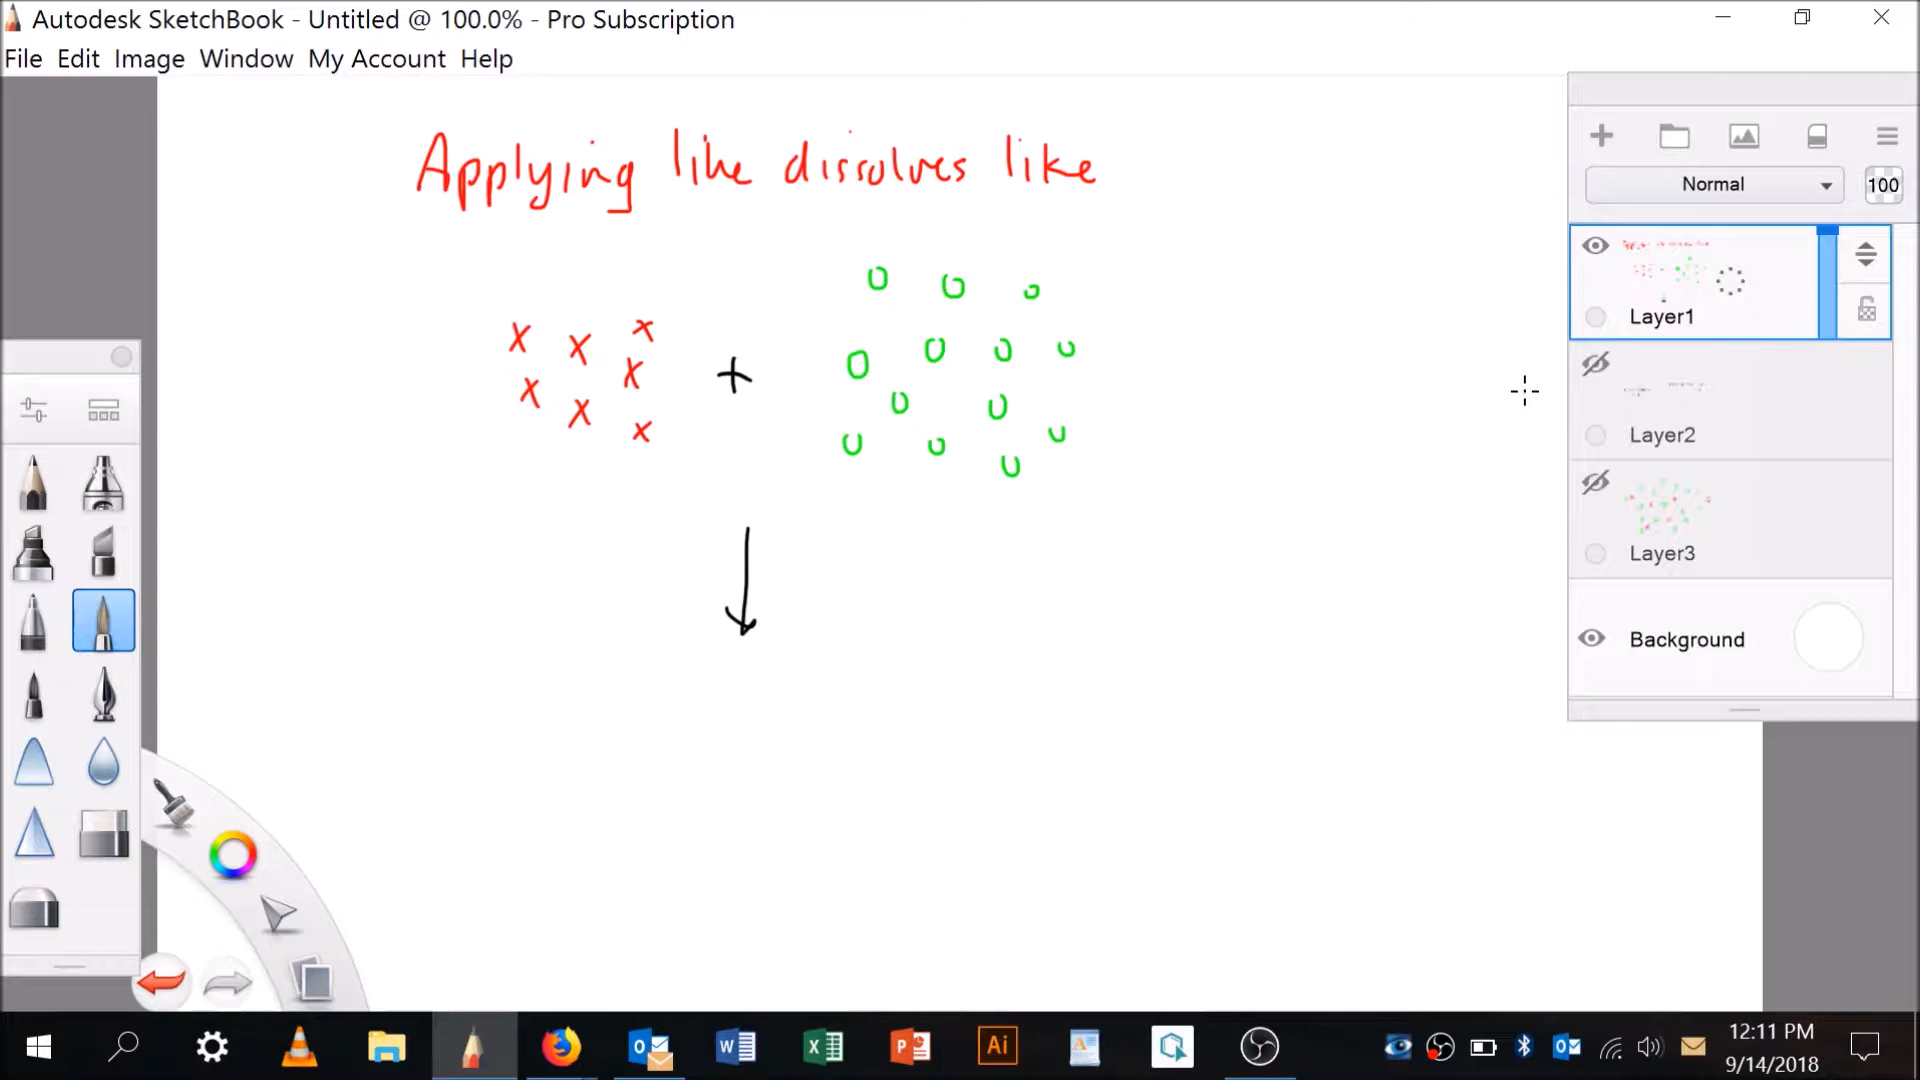 Autodesk SketchBook - Untitled @ 100.0% - Pro Subscription
File Edit Image Window My Account Help
Applying like dissolves like
x x x
x x x x
+
o o o
o o o o
o o
o o o o
Normal 100
Layer1
Layer2
Layer3
Background
Ai
12:11 PM
9/14/2018